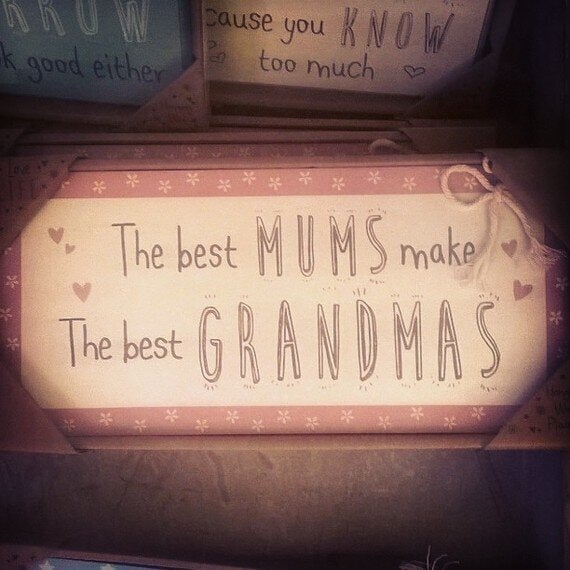 k good either
cause you KNOW
too much
The best MUMS make
The best GRANDMAS